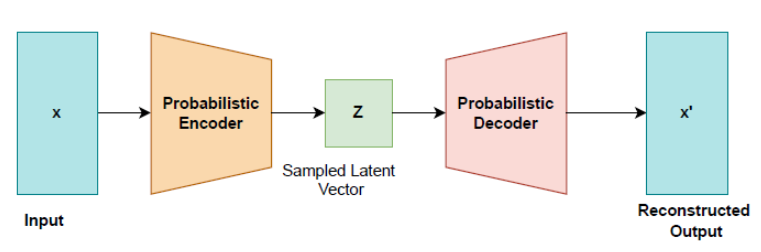 x
Probabilistic
Encoder
Z
Probabilistic
Decoder
x'
Sampled Latent
Vector
Input
Reconstructed
Output